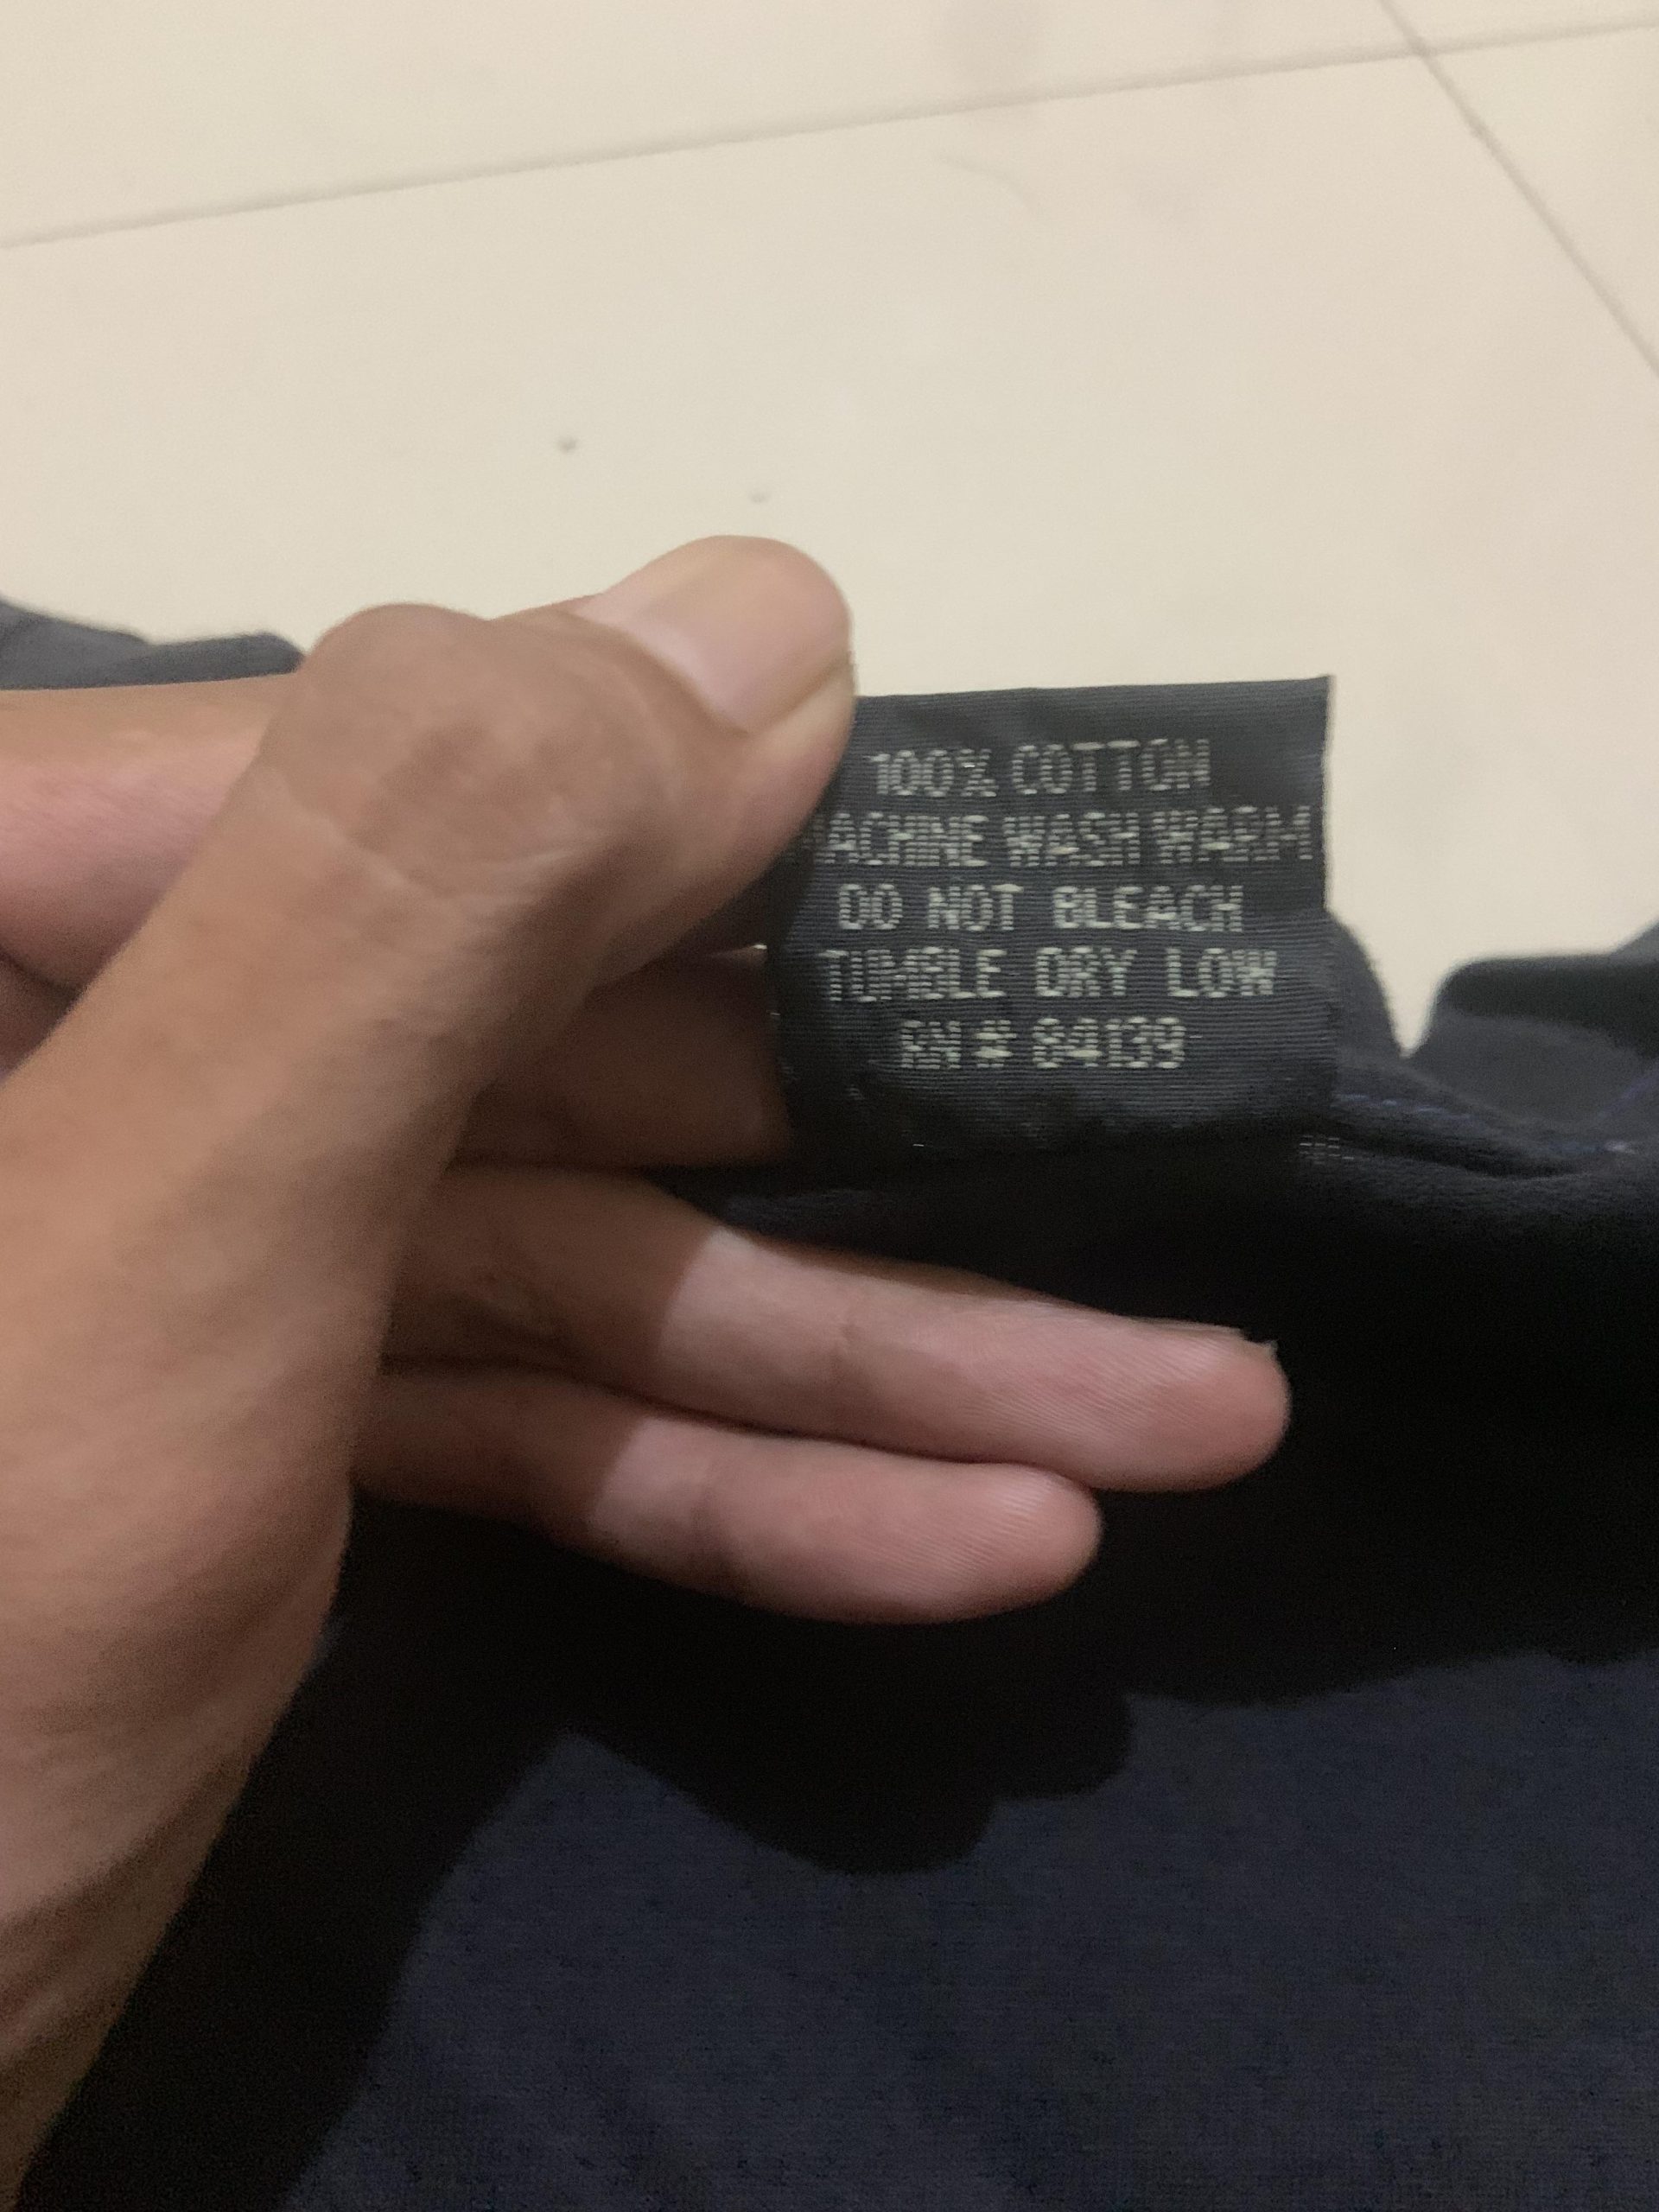 100% COTTON
MACHINE WASH WARM
DO NOT BLEACH
TUMBLE DRY LOW
RN # 84139